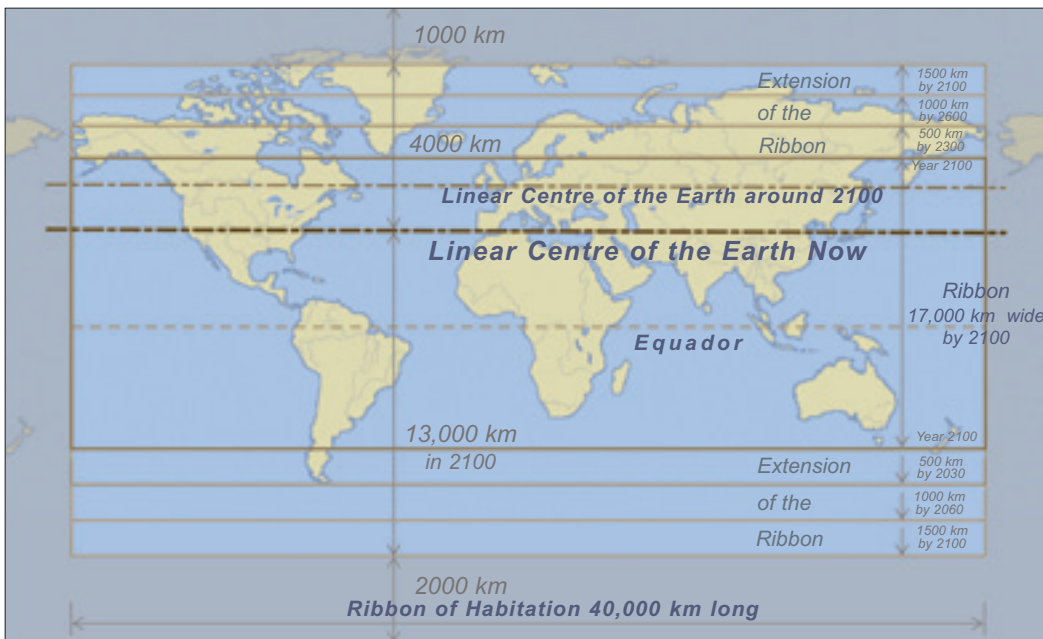 1000 km
Extension
1500 km
by 2100
of the
1000 km
by 2600
4000 km
Ribbon
500 km
by 2300
Year 2100
Linear Centre of the Earth around 2100
Linear Centre of the Earth Now
Ribbon
17,000 km wide
by 2100
Equador
13,000 km
in 2100
Year 2100
Extension
500 km
by 2030
of the
1000 km
by 2060
Ribbon
1500 km
by 2100
2000 km
Ribbon of Habitation 40,000 km long